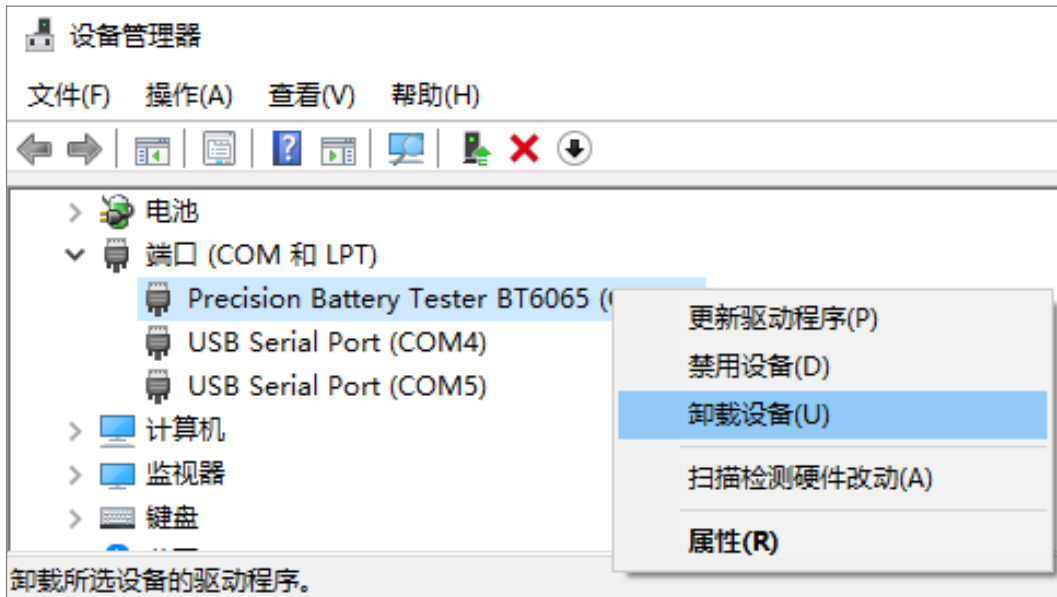 设备管理器
文件(F) 操作(A) 查看(V) 帮助(H)
电池
端口 (COM 和 LPT)
Precision Battery Tester BT6065 (
更新驱动程序(P)
USB Serial Port (COM4)
禁用设备(D)
USB Serial Port (COM5)
卸载设备(U)
计算机
监视器
扫描检测硬件改动(A)
键盘
属性(R)
卸载所选设备的驱动程序。